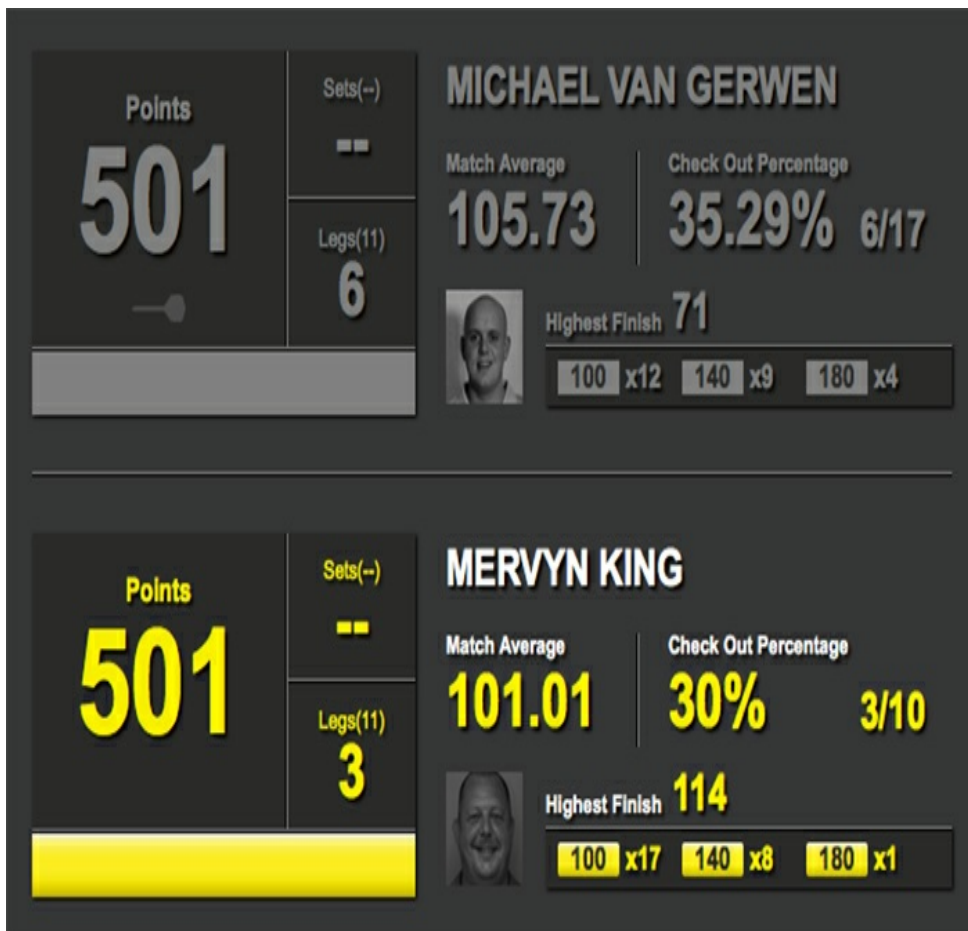 MICHAEL VAN GERWEN
Points
501
Sets(--)
--
Legs(11)
6
Match Average
105.73
Check Out Percentage
35.29% 6/17
Highest Finish 71
100 x12 140 x9 180 x4
MERVYN KING
Points
501
Sets(--)
--
Legs(11)
3
Match Average
101.01
Check Out Percentage
30% 3/10
Highest Finish 114
100 x17 140 x8 180 x1